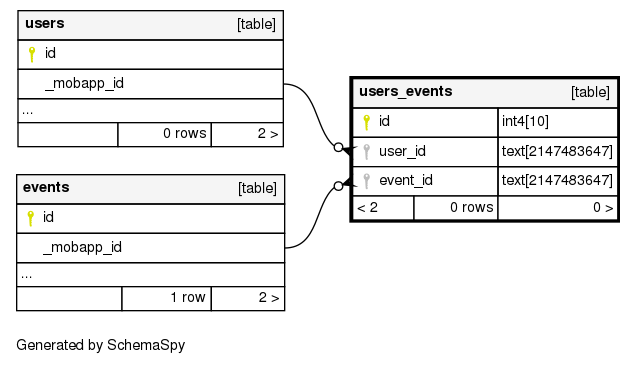 users [table]
id
_mobapp_id
...
0 rows 2 >
users_events [table]
id int4[10]
user_id text[2147483647]
event_id text[2147483647]
< 2 0 rows 0 >
events [table]
id
_mobapp_id
...
1 row 2 >
Generated by SchemaSpy